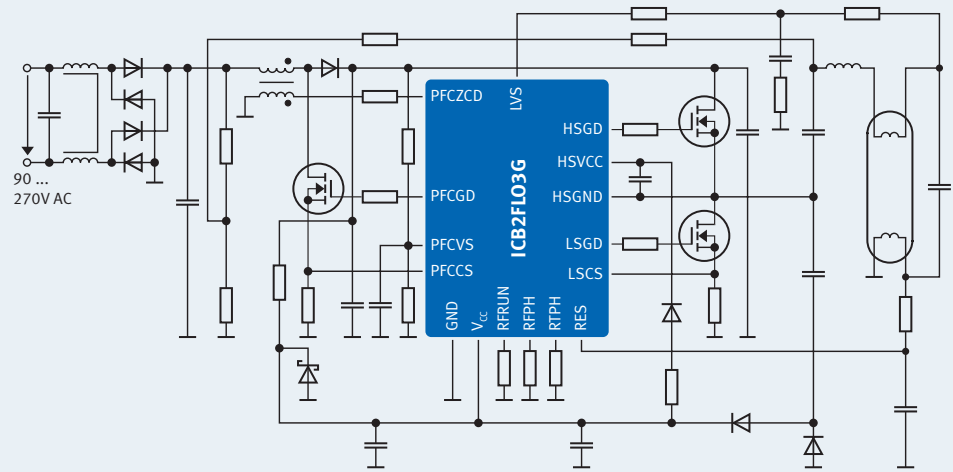 90 ...
270V AC
PFCZCD
PFCGD
PFCVS
PFCCS
LVS
ICB2FL03G
HSGD
HSVCC
HSGND
LSGD
LSCS
GND
VCC
RFRUN
RFPH
RTPH
RES